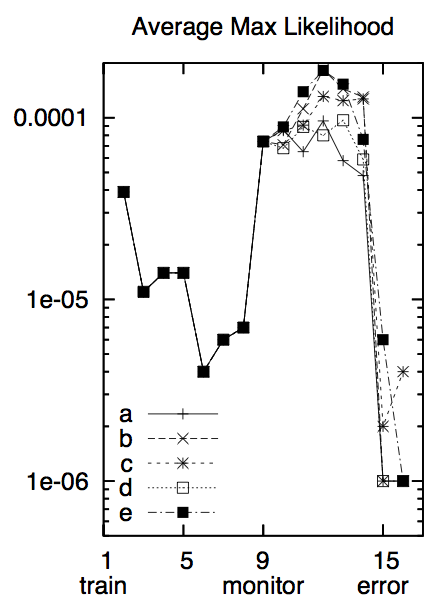 Average Max Likelihood
0.0001
1e-05
1e-06
a
b
c
d
e
1 5 9 15
train monitor error